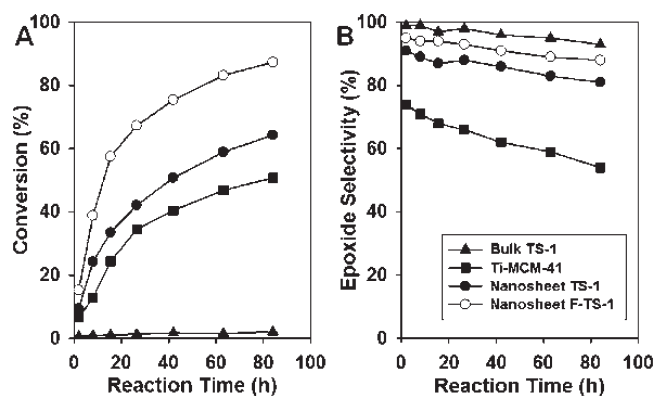 A
Conversion (%)
100
80
60
40
20
0
0 20 40 60 80 100
Reaction Time (h)
B
Epoxide Selectivity (%)
100
80
60
40
20
0
Bulk TS-1
Ti-MCM-41
Nanosheet TS-1
Nanosheet F-TS-1
0 20 40 60 80 100
Reaction Time (h)